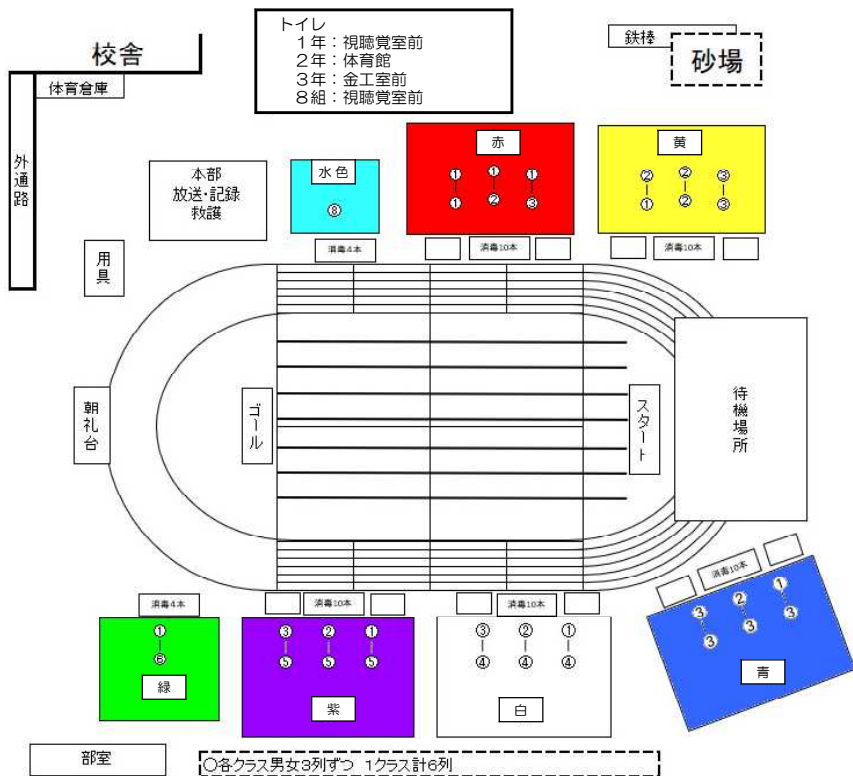 校舎
体育倉庫
外通路
トイレ
1年：視聴覚室前
2年：体育館
3年：金工室前
8組：視聴覚室前
鉄棒
砂場
本部
放送・記録
救護
用具
水色
⑧
消毒4本
赤
① ① ①
① ② ③
消毒10本
黄
② ② ③
① ② ③
消毒10本
朝礼台
ゴール
スタート
待機場所
消毒4本
①
⑥
緑
消毒10本
③ ② ①
⑤ ⑤ ⑤
紫
消毒10本
③ ② ①
④ ④ ④
白
消毒10本
③ ② ①
③ ③ ③
青
部室
○各クラス男女3列ずつ 1クラス計6列